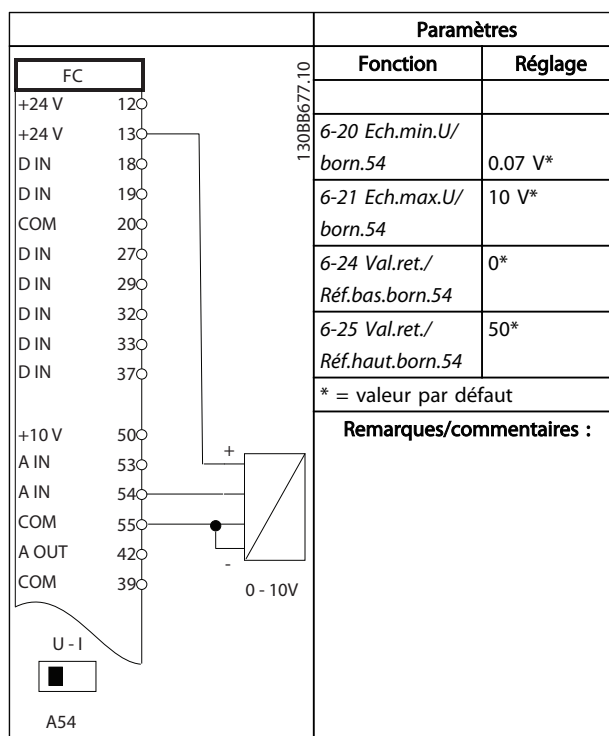 FC
+24 V 12
+24 V 13
D IN 18
D IN 19
COM 20
D IN 27
D IN 29
D IN 32
D IN 33
D IN 37
+10 V 50
A IN 53
A IN 54
COM 55
A OUT 42
COM 39
+
-
0 - 10V
U - I
A54
130BB677.10
Paramètres
Fonction Réglage
6-20 Ech.min.U/
born.54 0.07 V*
6-21 Ech.max.U/ 10 V*
born.54
6-24 Val.ret./ 0*
Réf.bas.born.54
6-25 Val.ret./ 50*
Réf.haut.born.54
* = valeur par défaut
Remarques/commentaires :